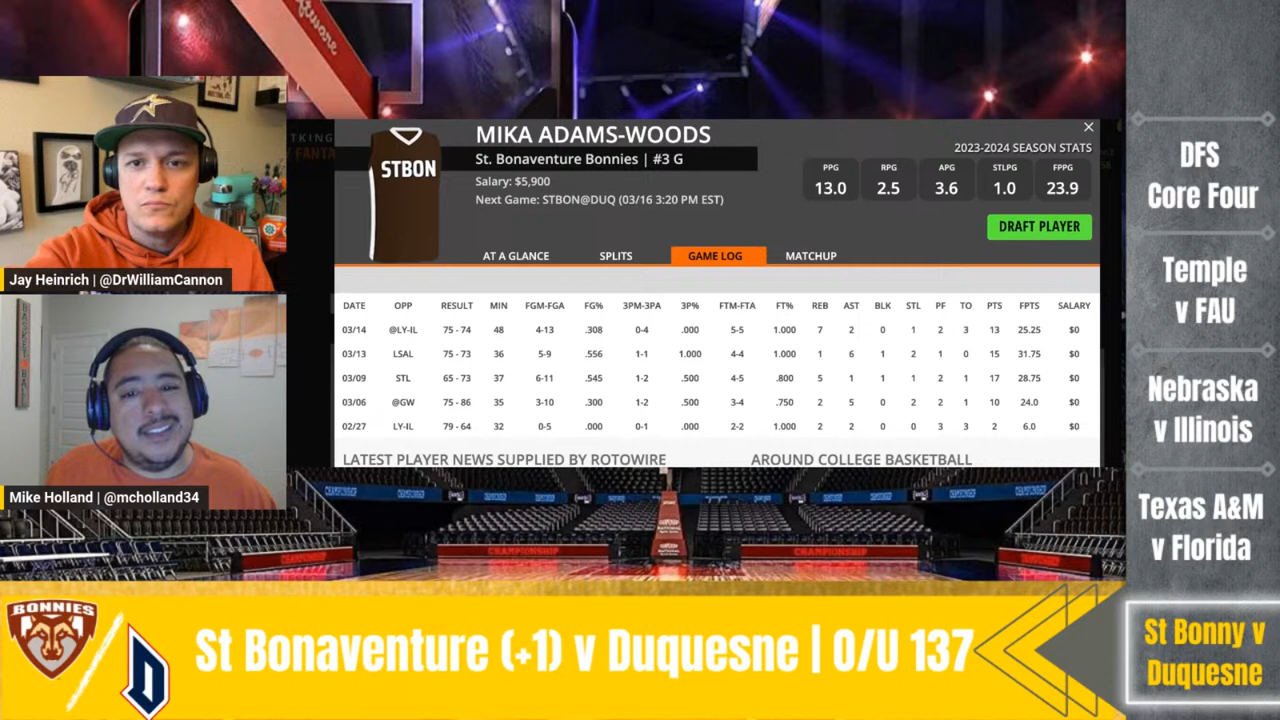 TKING
FANTA
MIKA ADAMS-WOODS
St. Bonaventure Bonnies | #3 G
Salary: $5,900
Next Game: STBON@DUQ (03/16 3:20 PM EST)
STBON
×
2023-2024 SEASON STATS
PPG RPG APG STLPG FPPG
13.0 2.5 3.6 1.0 23.9
DRAFT PLAYER
AT A GLANCE SPLITS GAME LOG MATCHUP
DATE OPP RESULT MIN FGM-FGA FG% 3PM-3PA 3P% FTM-FTA FT% REB AST BLK STL PF TO PTS FPTS SALARY
03/14 @LY-IL 75 - 74 48 4-13 .308 0-4 .000 5-5 1.000 7 2 0 1 2 3 13 25.25 $0
03/13 LSAL 75 - 73 36 5-9 .556 1-1 1.000 4-4 1.000 1 6 1 2 1 0 15 31.75 $0
03/09 STL 65 - 73 37 6-11 .545 1-2 .500 4-5 .800 5 1 1 1 2 1 17 28.75 $0
03/06 @GW 75 - 86 35 3-10 .300 1-2 .500 3-4 .750 2 5 0 2 2 1 10 24.0 $0
02/27 LY-IL 79 - 64 32 0-5 .000 0-1 .000 2-2 1.000 2 2 0 0 3 3 2 6.0 $0
LATEST PLAYER NEWS SUPPLIED BY ROTOWIRE
AROUND COLLEGE BASKETBALL
Jay Heinrich | @DrWilliamCannon
Mike Holland | @mcholland34
CHAMPIONSHIP
CHAMPIONSHIP
BONNIES
D
St Bonaventure (+1) v Duquesne | O/U 137
DFS
Core Four
Temple
v FAU
Nebraska
v Illinois
Texas A&M
v Florida
St Bonny v
Duquesne